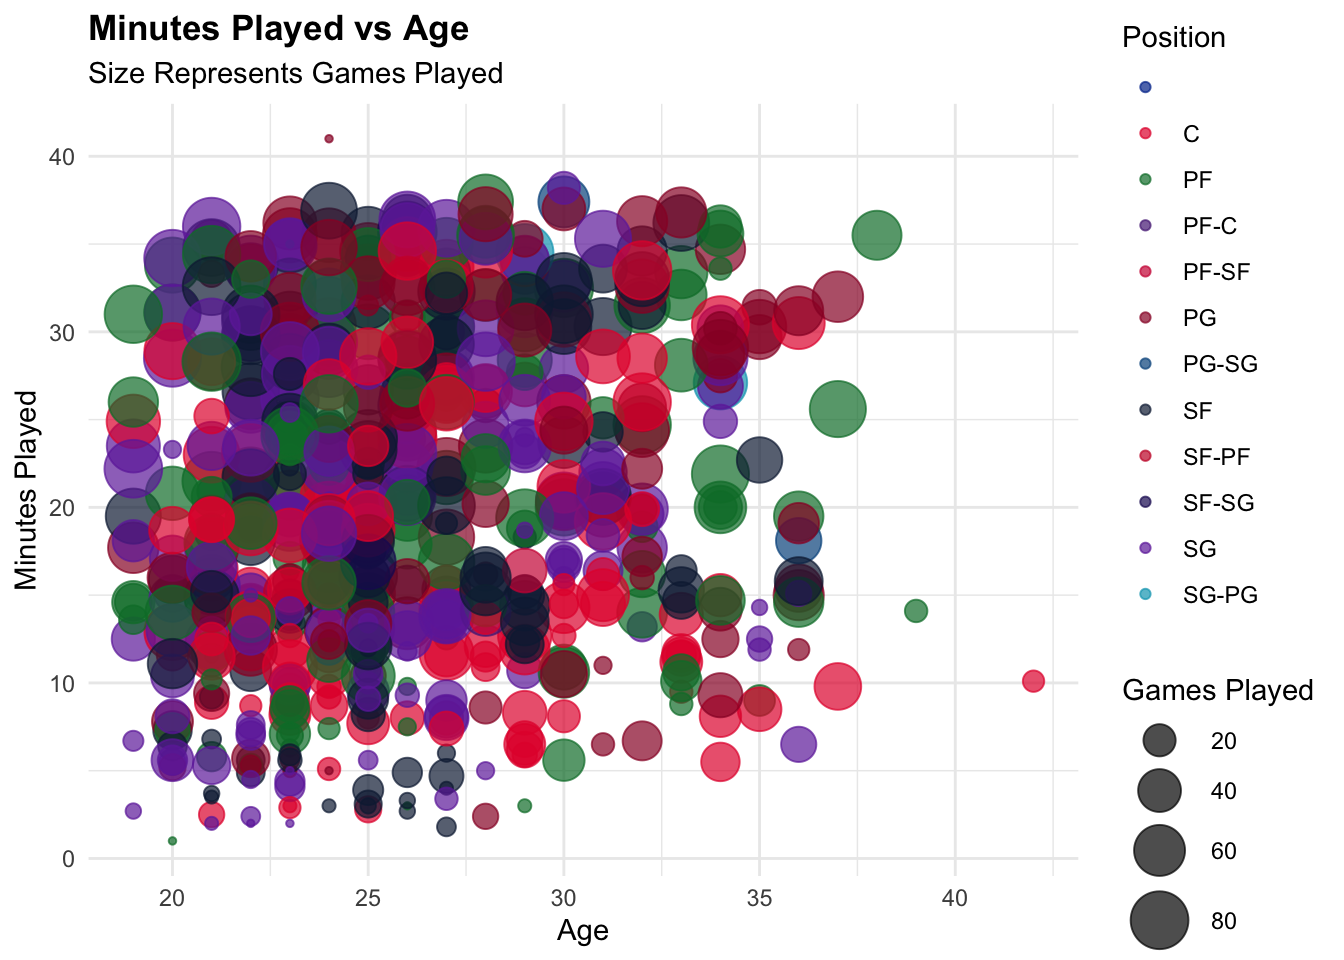 Minutes Played vs Age
Size Represents Games Played
Minutes Played
40
30
20
10
0
20
25
30
35
40
Age
Position
C
PF
PF-C
PF-SF
PG
PG-SG
SF
SF-PF
SF-SG
SG
SG-PG
Games Played
20
40
60
80